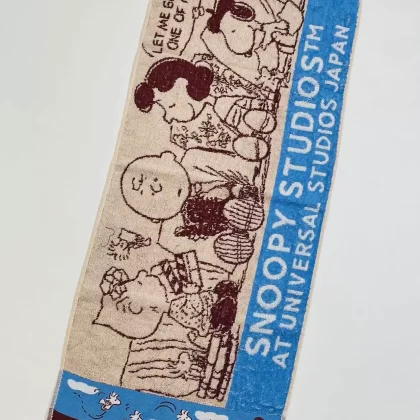 LET ME
ONE OF
SNOOPY STUDIOS™
AT UNIVERSAL STUDIOS JAPAN